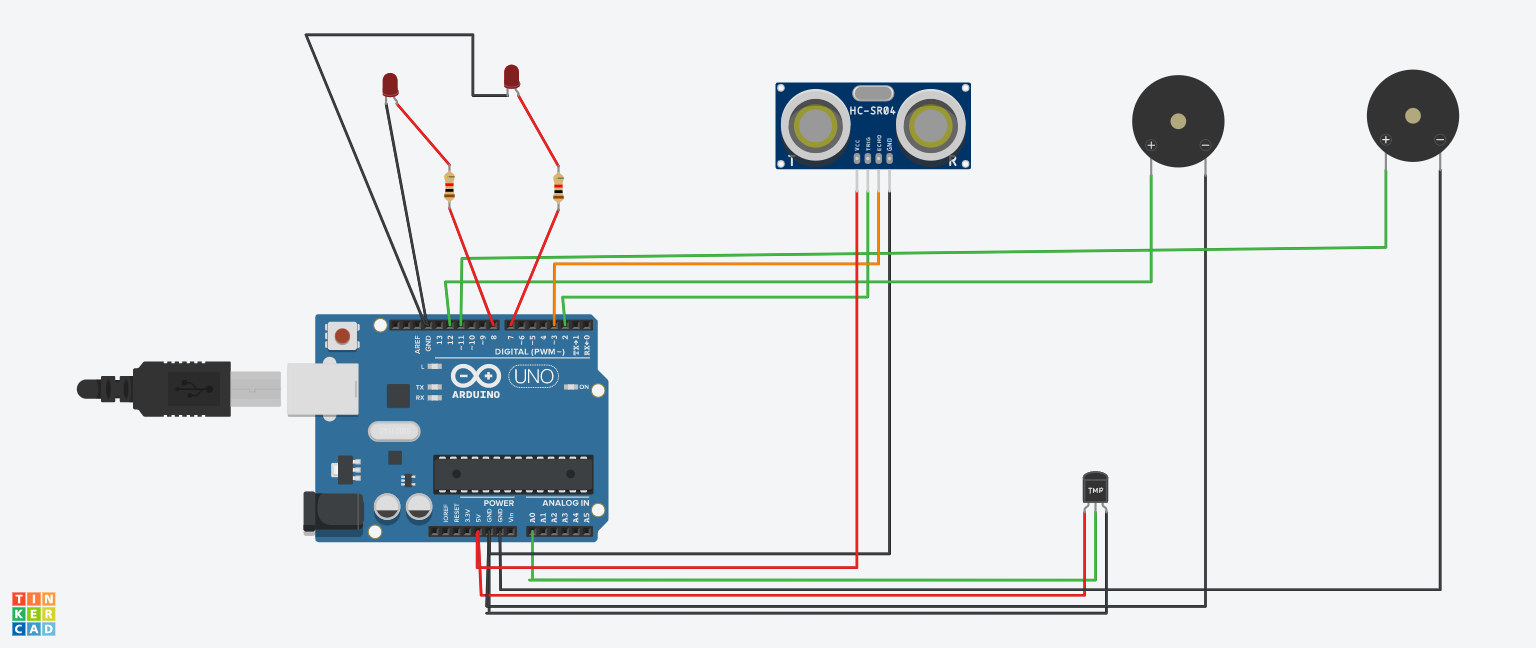 HC-SR04
VCC
TRIG
ECHO
GND
T
R
+
-
+
-
AREF
GND
13
12
~11
~10
~9
8
7
~6
~5
4
~3
2
TX→1
RX←0
DIGITAL (PWM~)
L
TX
RX
UNO
ARDUINO
ON
TMP
POWER
ANALOG IN
IOREF
RESET
3.3V
5V
GND
GND
Vin
A0
A1
A2
A3
A4
A5
TIN
KER
CAD